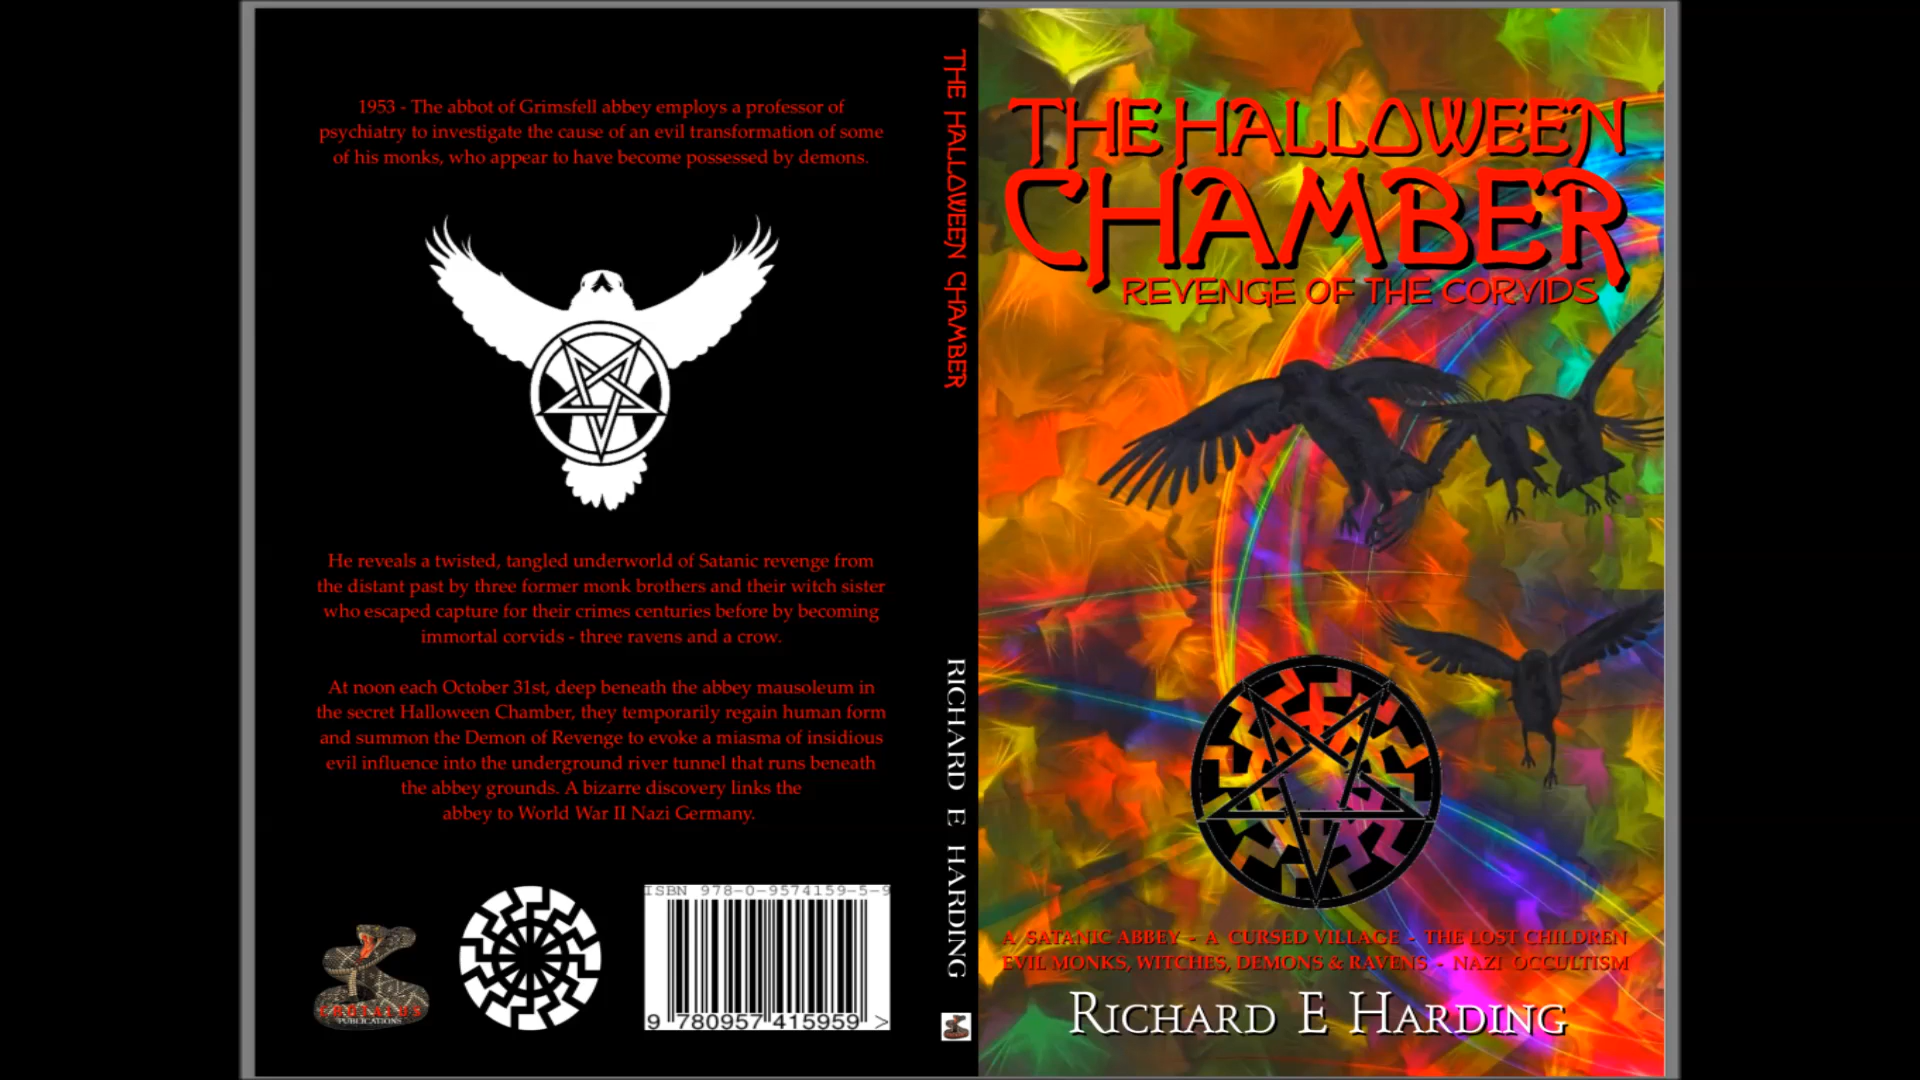 1953 - The abbot of Grimsfell abbey employs a professor of
psychiatry to investigate the cause of an evil transformation of some
of his monks, who appear to have become possessed by demons.
He reveals a twisted, tangled underworld of Satanic revenge from
the distant past by three former monk brothers and their witch sister
who escaped capture for their crimes centuries before by becoming
immortal corvids - three ravens and a crow.
At noon each October 31st, deep beneath the abbey mausoleum in
the secret Halloween Chamber, they temporarily regain human form
and summon the Demon of Revenge to evoke a miasma of insidious
evil influence into the underground river tunnel that runs beneath
the abbey grounds. A bizarre discovery links the
abbey to World War II Nazi Germany.
CROTALUS
PUBLICATIONS
ISBN 978-0-9574159-5-9
9 780957 415959 >
THE HALLOWEEN CHAMBER
RICHARD E HARDING
THE HALLOWEEN
CHAMBER
REVENGE OF THE CORVIDS
A SATANIC ABBEY - A CURSED VILLAGE - THE LOST CHILDREN
EVIL MONKS, WITCHES, DEMONS & RAVENS - NAZI OCCULTISM
RICHARD E HARDING